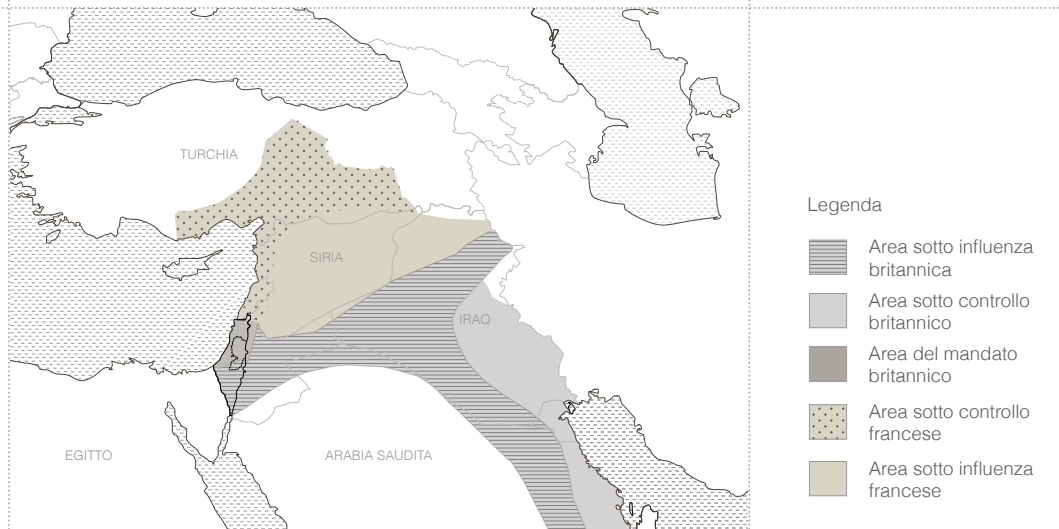 TURCHIA
SIRIA
IRAQ
EGITTO
ARABIA SAUDITA
Legenda
Area sotto influenza
britannica
Area sotto controllo
britannico
Area del mandato
britannico
Area sotto controllo
francese
Area sotto influenza
francese